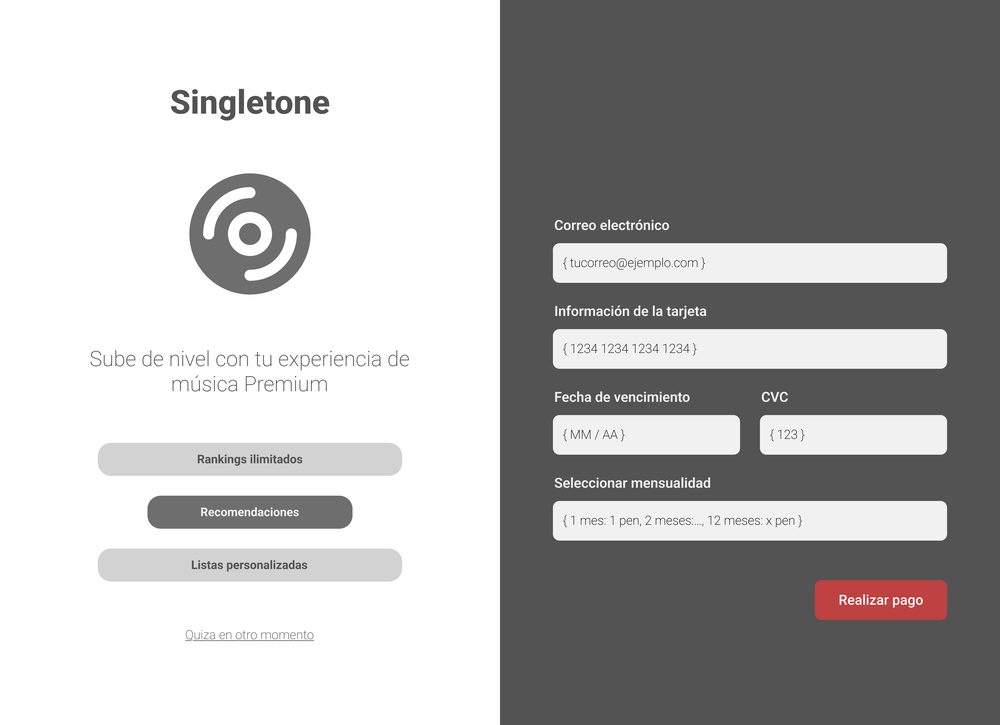 Singletone
Sube de nivel con tu experiencia de
música Premium
Rankings ilimitados
Recomendaciones
Listas personalizadas
Quiza en otro momento
Correo electrónico
{ tucorreo@ejemplo.com }
Información de la tarjeta
{ 1234 1234 1234 1234 }
Fecha de vencimiento
CVC
{ MM / AA }
{ 123 }
Seleccionar mensualidad
{ 1 mes: 1 pen, 2 meses:..., 12 meses: x pen }
Realizar pago